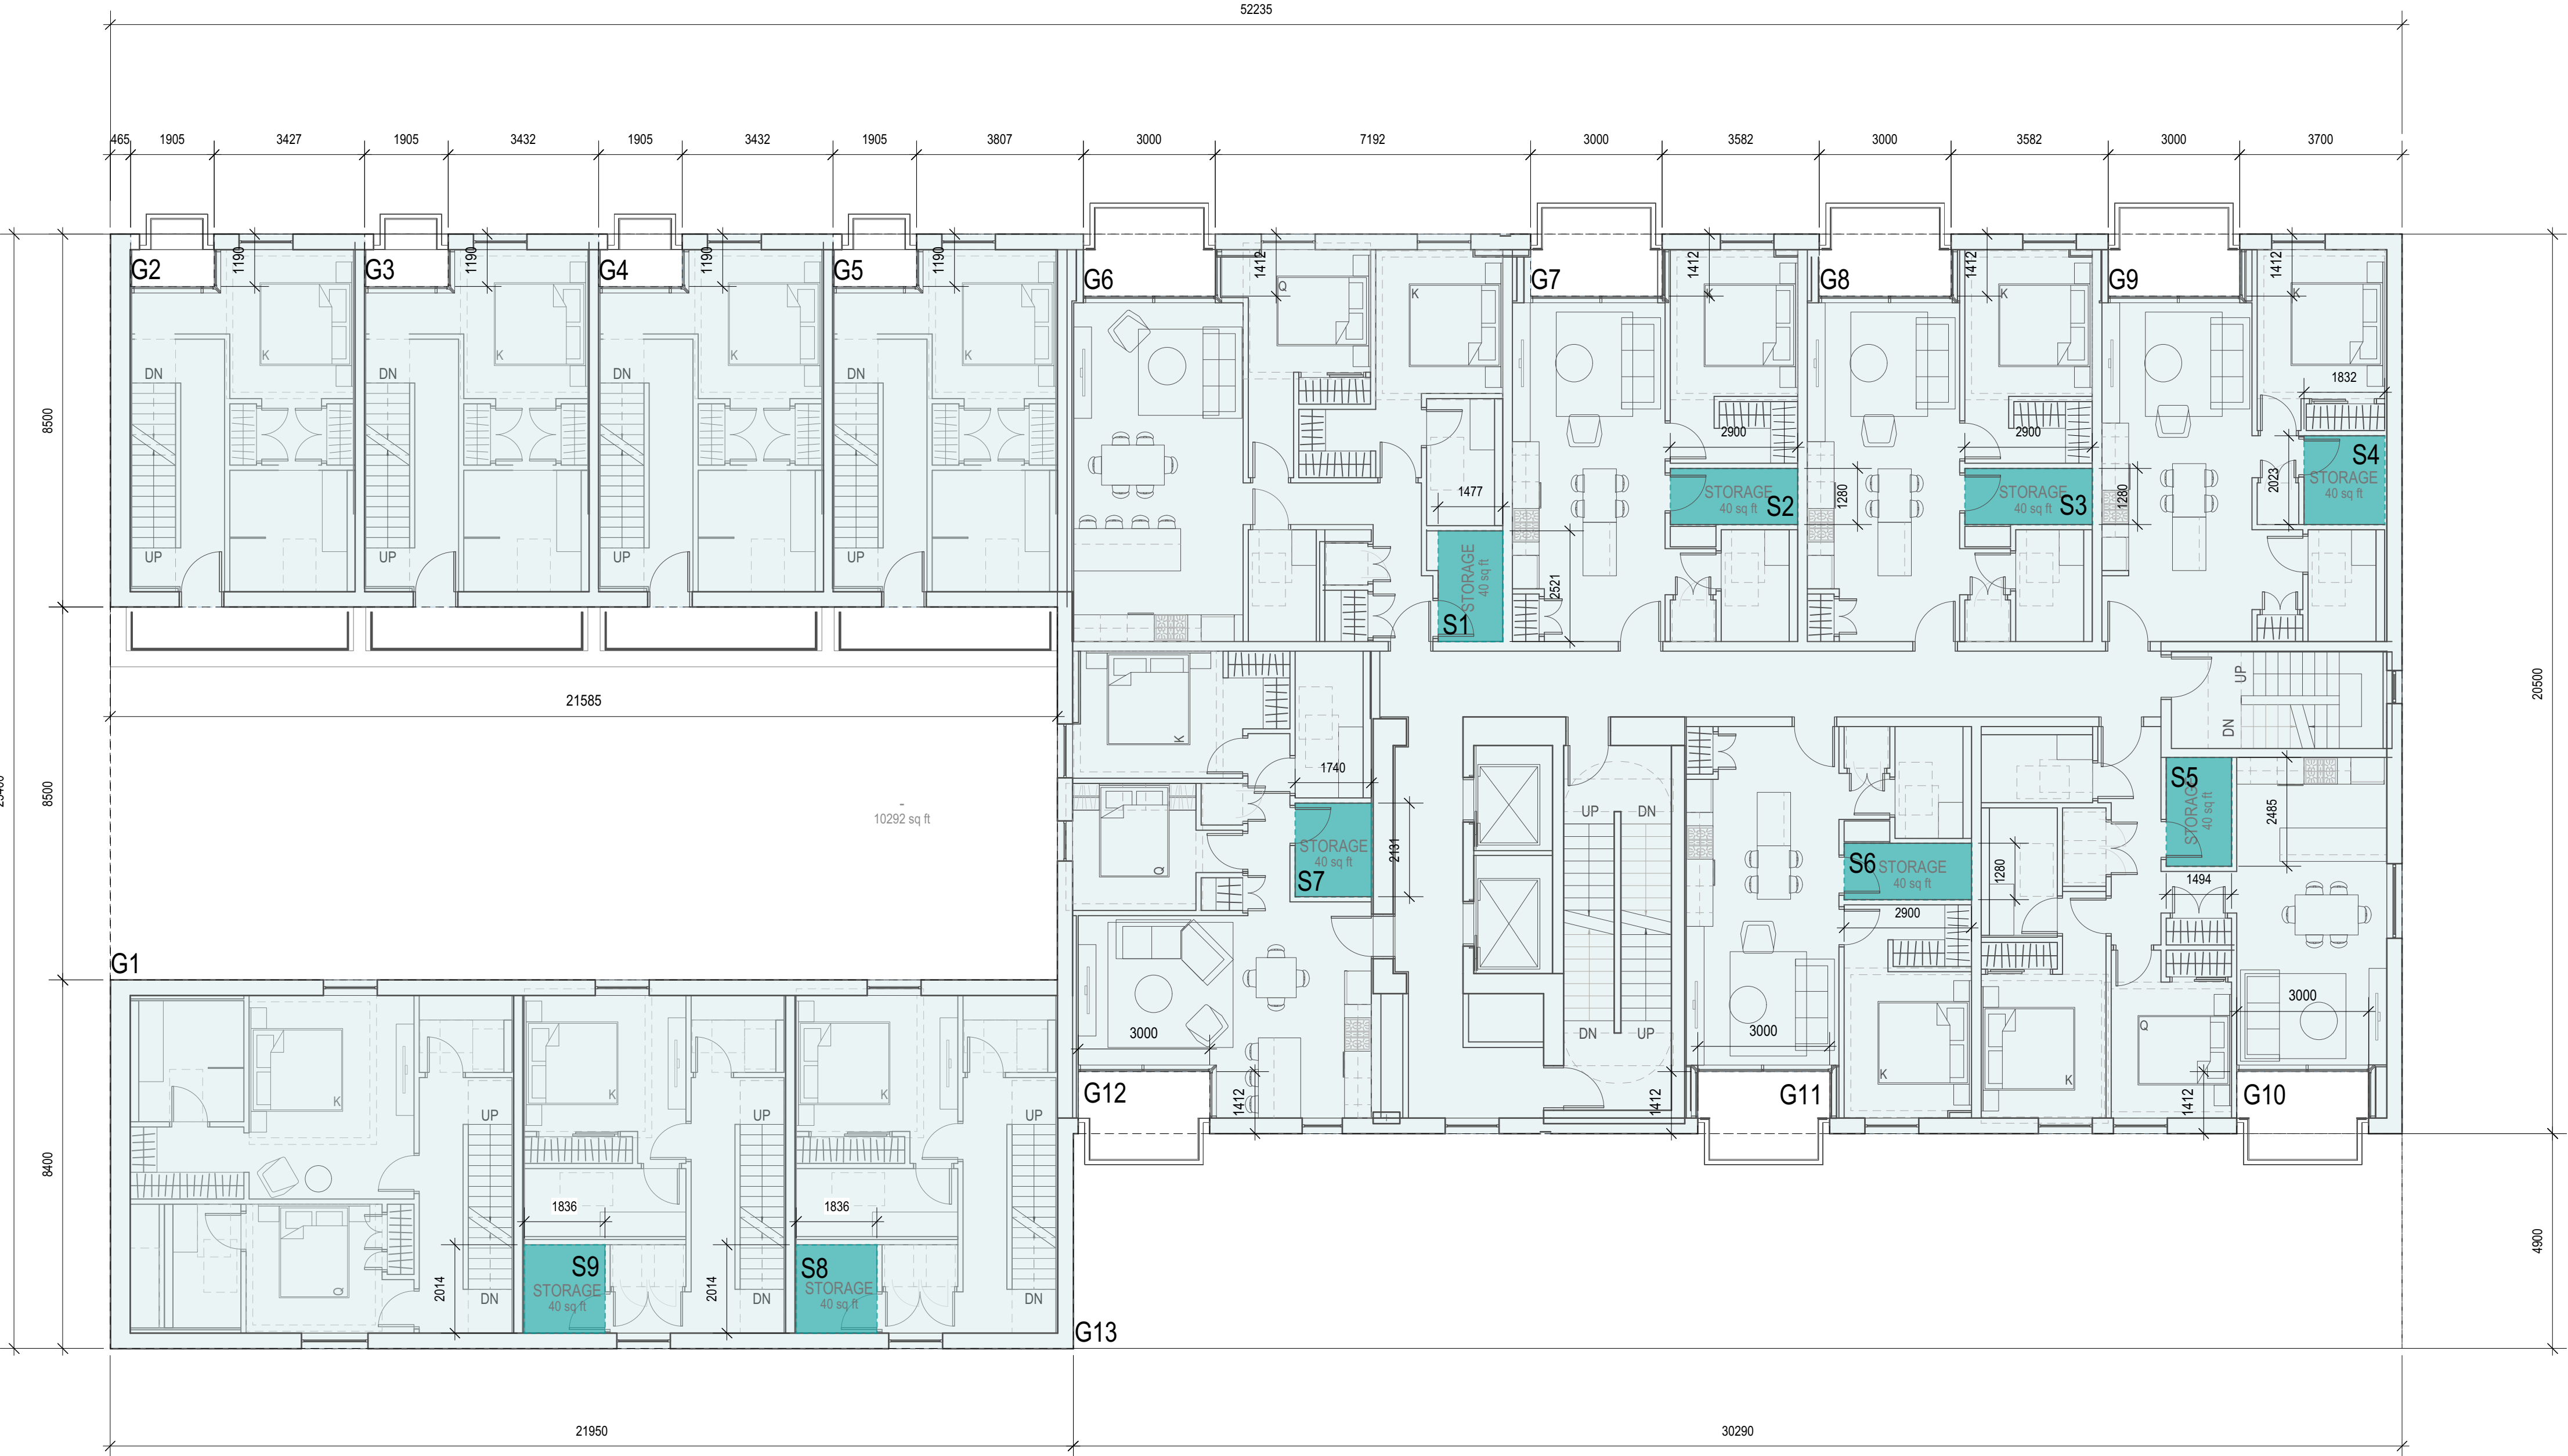 52235
465 1905 3427 1905 3432 1905 3432 1905 3807 3000 7192 3000 3582 3000 3582 3000 3700
G2 1190 G3 1190 G4 1190 G5 1190 G6 1412 G7 1412 G8 1412 G9 1412
Q K K K K
K K K K
DN DN DN DN
1832
8500
2900 2900
S4
STORAGE
40 sq ft
2023
1477
STORAGE S2
40 sq ft
1280
STORAGE S3
40 sq ft
1280
UP UP UP UP
STORAGE
40 sq ft
S1
2521
21585
UP
DN
20500
K
1740
8500
10292 sq ft
UP DN
S5
STORAGE
40 sq ft
2485
STORAGE
40 sq ft
S7
2131
Q
S6 STORAGE
40 sq ft
1280
1494
2900
G1
3000
3000
3000
DN UP
K K K
K K
Q
G12 1412 1412 G11 1412 G10
UP UP UP
8400
1836 1836
Q
S9
STORAGE
40 sq ft
2014
S8
STORAGE
40 sq ft
2014
DN DN DN
4900
G13
21950 30290